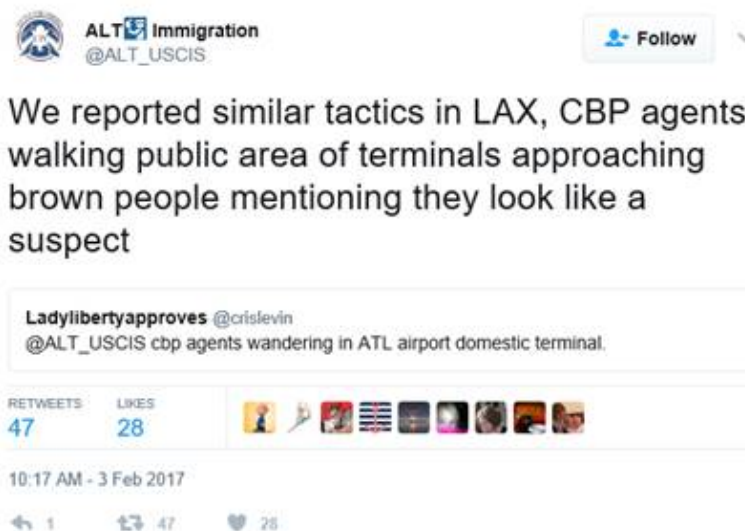 ALT Immigration
@ALT_USCIS
Follow
We reported similar tactics in LAX, CBP agents
walking public area of terminals approaching
brown people mentioning they look like a
suspect
Ladylibertyapproves @crislevin
@ALT_USCIS cbp agents wandering in ATL airport domestic terminal.
RETWEETS LIKES
47 28
10:17 AM - 3 Feb 2017
1 47 28